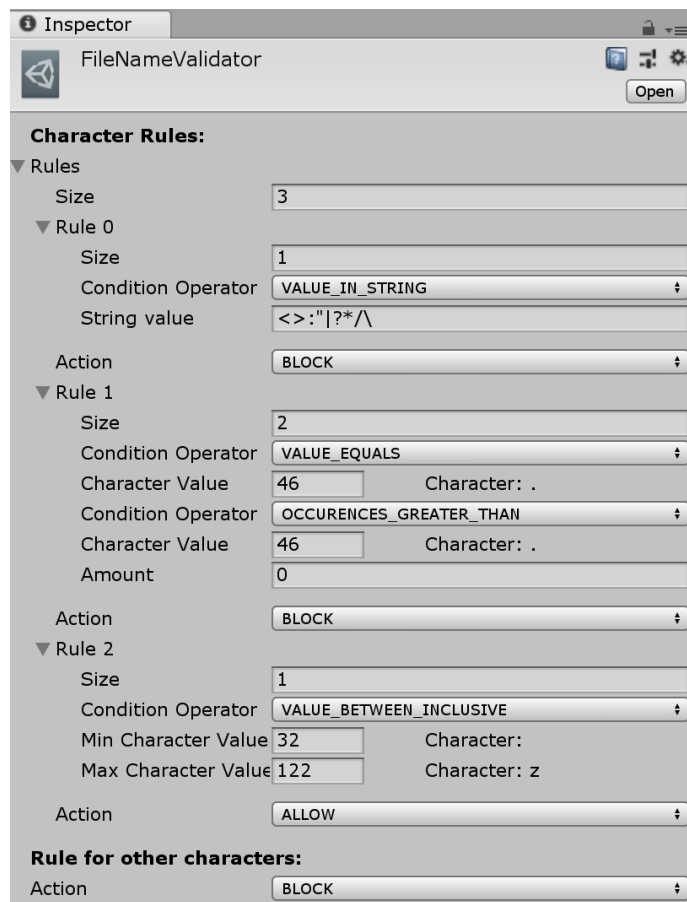 Inspector
FileNameValidator
Open
Character Rules:
Rules
Size 3
Rule 0
Size 1
Condition Operator VALUE_IN_STRING
String value <>:"|?*/\
Action BLOCK
Rule 1
Size 2
Condition Operator VALUE_EQUALS
Character Value 46 Character: .
Condition Operator OCCURENCES_GREATER_THAN
Character Value 46 Character: .
Amount 0
Action BLOCK
Rule 2
Size 1
Condition Operator VALUE_BETWEEN_INCLUSIVE
Min Character Value 32 Character:
Max Character Value 122 Character: z
Action ALLOW
Rule for other characters:
Action BLOCK